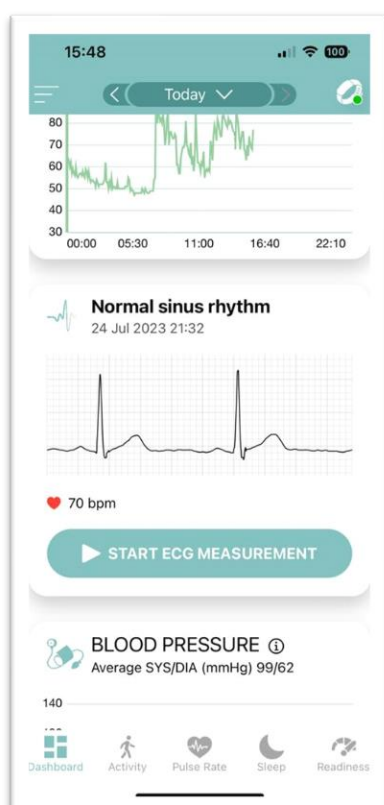 15:48
100
Today
80
70
60
50
40
30
00:00 05:30 11:00 16:40 22:10
Normal sinus rhythm
24 Jul 2023 21:32
70 bpm
START ECG MEASUREMENT
BLOOD PRESSURE
Average SYS/DIA (mmHg) 99/62
140
Dashboard Activity Pulse Rate Sleep Readiness